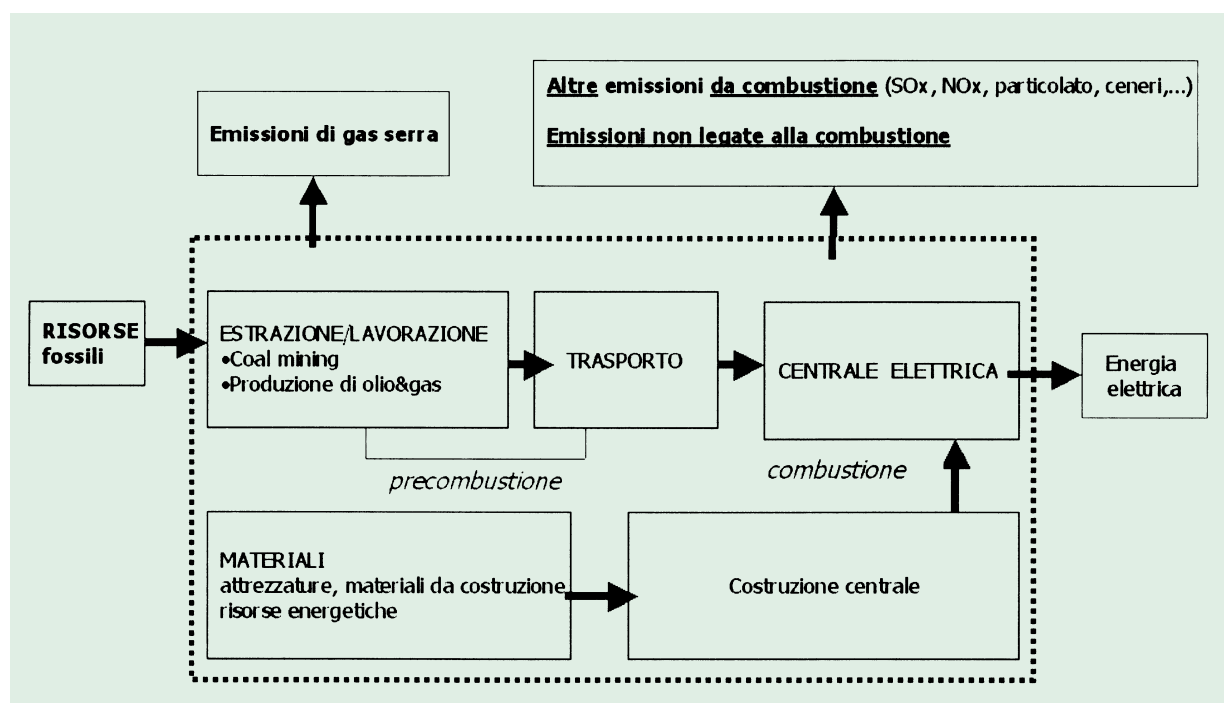 Altre emissioni da combustione (SOx, NOx, particolato, ceneri,...)
Emissioni di gas serra
Emissioni non legate alla combustione
RISORSE
fossili
ESTRAZIONE/LAVORAZIONE
•Coal mining
•Produzione di olio&gas
TRASPORTO
CENTRALE ELETTRICA
Energia
elettrica
precombustione
combustione
MATERIALI
attrezzature, materiali da costruzione
risorse energetiche
Costruzione centrale